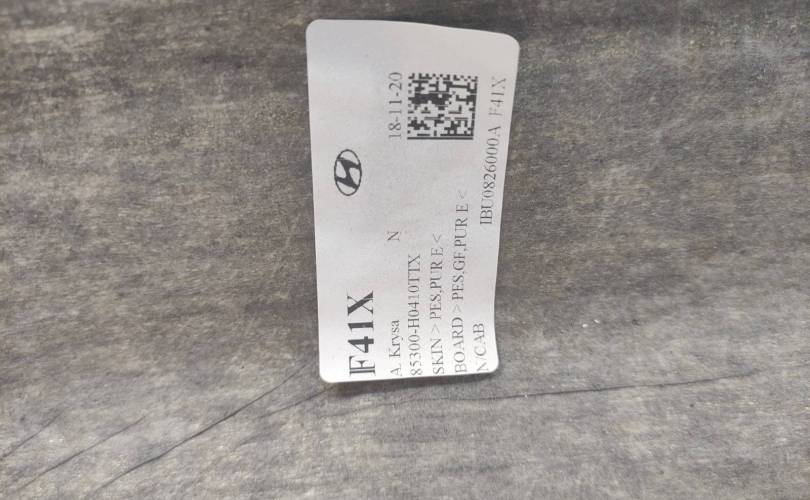 F41X
A. Krysa 18-11-20
85300-H0410TTX N
SKIN > PES,PUR E <
BOARD > PES,GF,PUR E <
N/CAB IBU0826000A F41X